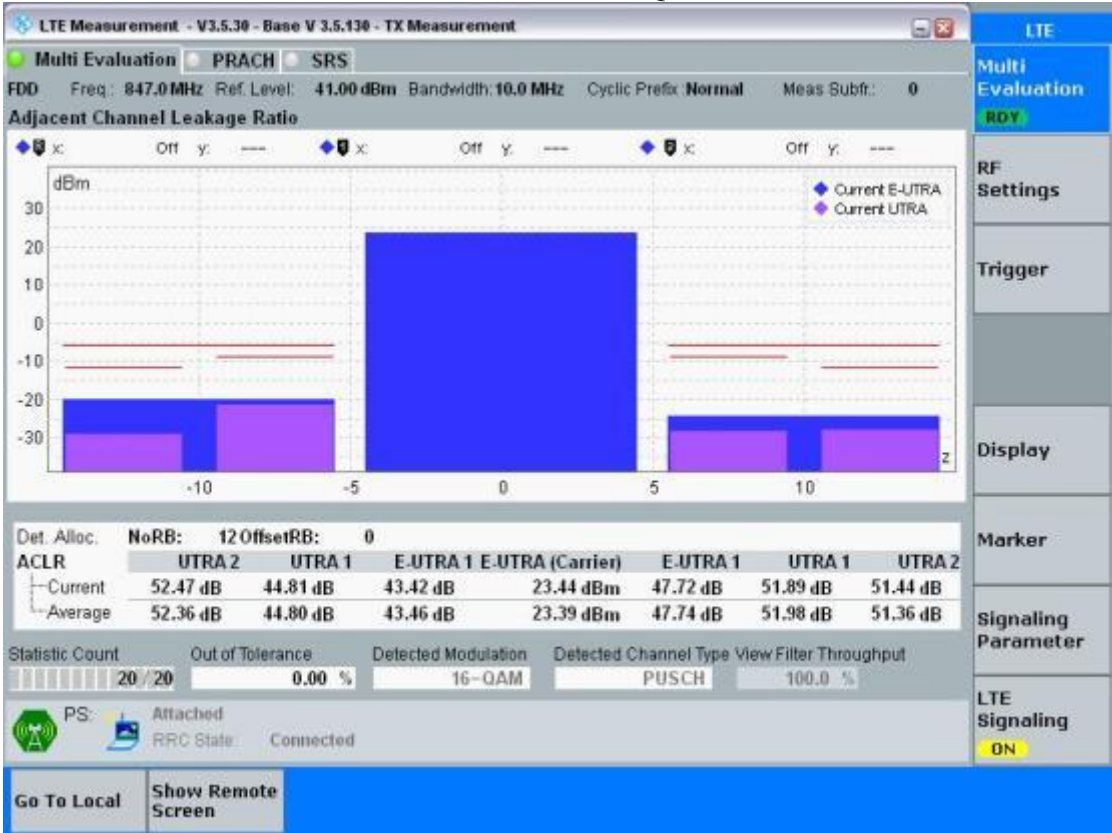 LTE Measurement - V3.5.30 - Base V 3.5.130 - TX Measurement
LTE
Multi Evaluation PRACH SRS
Multi Evaluation
RDY
FDD Freq.: 847.0 MHz Ref. Level: 41.00 dBm Bandwidth: 10.0 MHz Cyclic Prefix: Normal Meas Subfr.: 0
Adjacent Channel Leakage Ratio
x: Off y: --- x: Off y: --- x: Off y: ---
dBm
Current E-UTRA
Current UTRA
30
20
10
0
-10
-20
-30
z
-10 -5 0 5 10
RF Settings
Trigger
Display
Marker
Signaling Parameter
LTE Signaling
ON
Det. Alloc. NoRB: 12 OffsetRB: 0
ACLR UTRA 2 UTRA 1 E-UTRA 1 E-UTRA (Carrier) E-UTRA 1 UTRA 1 UTRA 2
Current 52.47 dB 44.81 dB 43.42 dB 23.44 dBm 47.72 dB 51.89 dB 51.44 dB
Average 52.36 dB 44.80 dB 43.46 dB 23.39 dBm 47.74 dB 51.98 dB 51.36 dB
Statistic Count Out of Tolerance Detected Modulation Detected Channel Type View Filter Throughput
20 / 20 0.00 % 16-QAM PUSCH 100.0 %
PS: Attached
RRC State: Connected
Go To Local Show Remote Screen